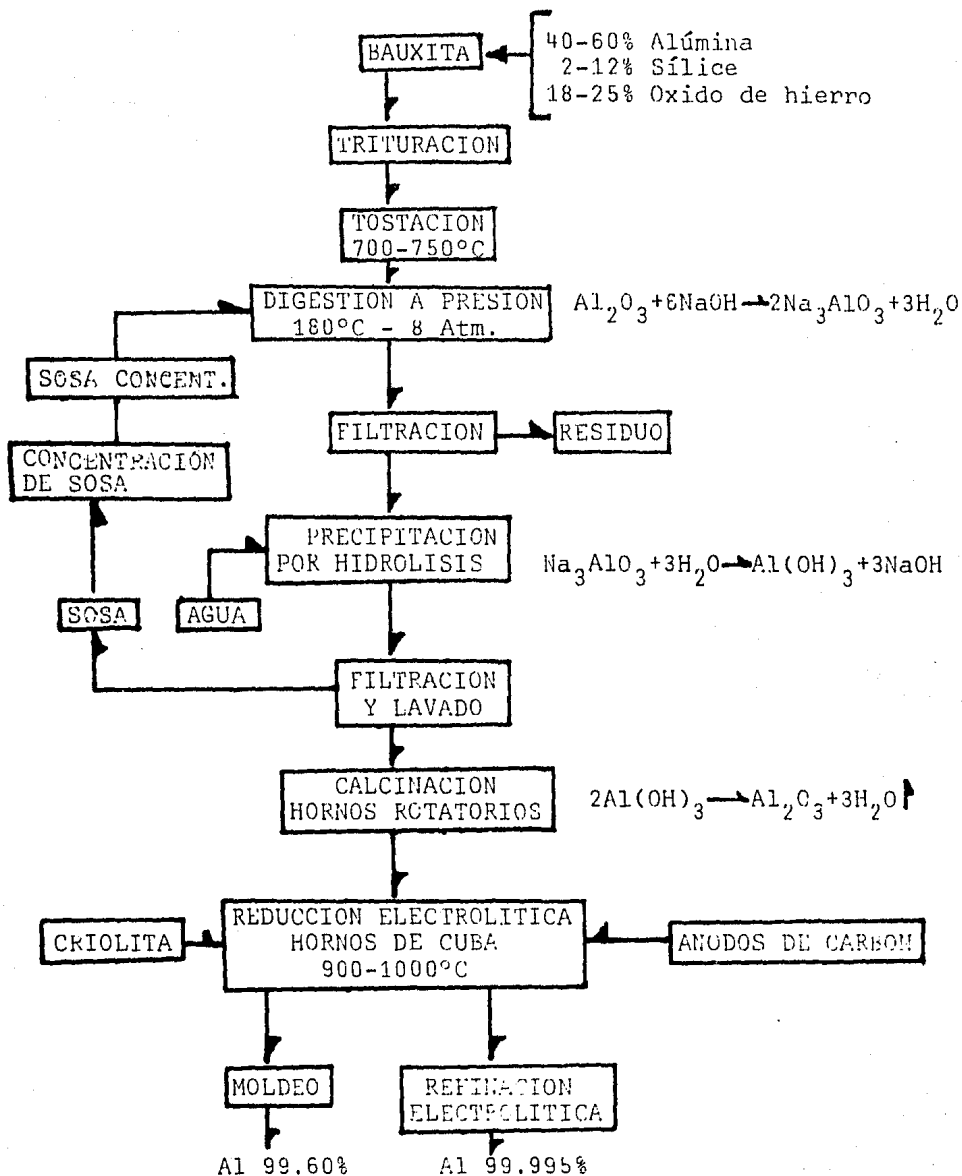 BAUXITA
40-60% Alúmina
2-12% Sílice
18-25% Oxido de hierro
TRITURACION
TOSTACION
700-750°C
DIGESTION A PRESION
180°C - 8 Atm.
Al₂O₃+6NaOH→2Na₃AlO₃+3H₂O
SOSA CONCENT.
FILTRACION
RESIDUO
CONCENTRACIÓN
DE SOSA
PRECIPITACION
POR HIDROLISIS
Na₃AlO₃+3H₂O→Al(OH)₃+3NaOH
SOSA
AGUA
FILTRACION
Y LAVADO
CALCINACION
HORNOS ROTATORIOS
2Al(OH)₃→Al₂O₃+3H₂O↑
REDUCCION ELECTROLITICA
HORNOS DE CUBA
900-1000°C
CRIOLITA
ANODOS DE CARBON
MOLDEO
REFINACION
ELECTROLITICA
Al 99.60%
Al 99.995%